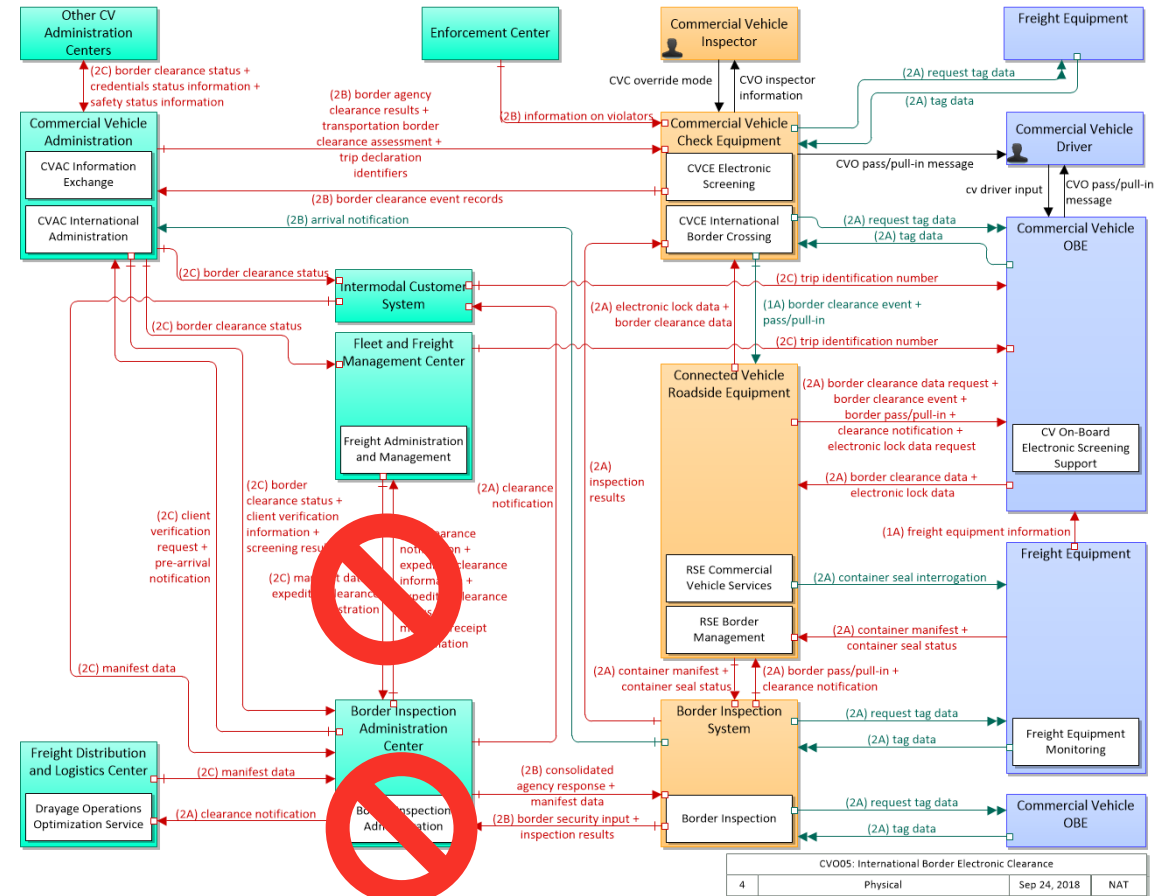 Other CV
Administration
Centers
Enforcement Center
Commercial Vehicle
Inspector
Freight Equipment
(2C) border clearance status +
credentials status information +
safety status information
CVC override mode
CVO inspector
information
(2A) request tag data
(2A) tag data
(2B) border agency
clearance results +
transportation border
clearance assessment +
trip declaration
identifiers
(2B) information on violators
Commercial Vehicle
Administration
CVAC Information
Exchange
CVAC International
Administration
Commercial Vehicle
Check Equipment
CVCE Electronic
Screening
CVCE International
Border Crossing
Commercial Vehicle
Driver
CVO pass/pull-in message
cv driver input
CVO pass/pull-in
message
(2B) border clearance event records
(2B) arrival notification
(2A) request tag data
(2A) tag data
Commercial Vehicle
OBE
(2C) border clearance status
Intermodal Customer
System
(2C) trip identification number
(2A) electronic lock data +
border clearance data
(1A) border clearance event +
pass/pull-in
(2C) border clearance status
Fleet and Freight
Management Center
(2C) trip identification number
Connected Vehicle
Roadside Equipment
(2A) border clearance data request +
border clearance event +
border pass/pull-in +
clearance notification +
electronic lock data request
Freight Administration
and Management
CV On-Board
Electronic Screening
Support
(2A)
inspection
results
(2A) clearance
notification
(2A) border clearance data +
electronic lock data
(2C) border
clearance status +
client verification
information +
screening
(2C) client
verification
request +
pre-arrival
notification
(1A) freight equipment information
Freight Equipment
RSE Commercial
Vehicle Services
(2A) container seal interrogation
RSE Border
Management
(2A) container manifest +
container seal status
(2C) manifest data
(2A) container manifest +
container seal status
(2A) border pass/pull-in +
clearance notification
Border Inspection
Administration
Center
Border Inspection
System
(2A) request tag data
(2A) tag data
Freight Equipment
Monitoring
Freight Distribution
and Logistics Center
(2C) manifest data
Drayage Operations
Optimization Service
(2A) clearance notification
(2B) consolidated
agency response +
manifest data
(2B) border security input +
inspection results
Border Inspection
(2A) request tag data
(2A) tag data
Commercial Vehicle
OBE
CVO05: International Border Electronic Clearance
4 Physical Sep 24, 2018 NAT